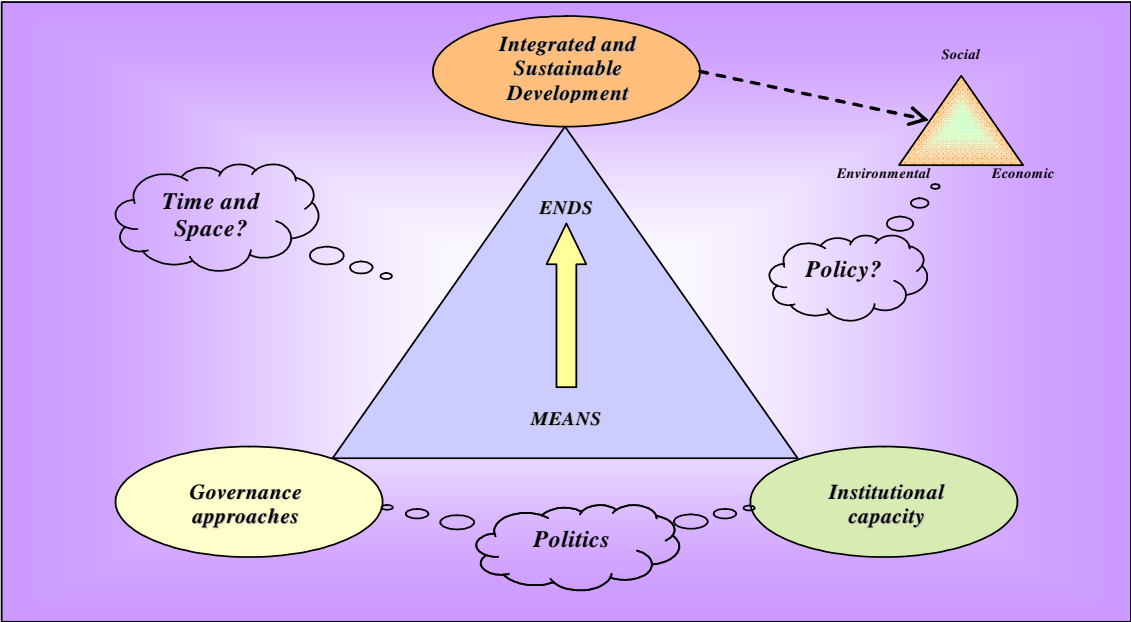 Integrated and
Sustainable
Development
Social
Environmental
Economic
Time and
Space?
ENDS
Policy?
MEANS
Governance
approaches
Institutional
capacity
Politics